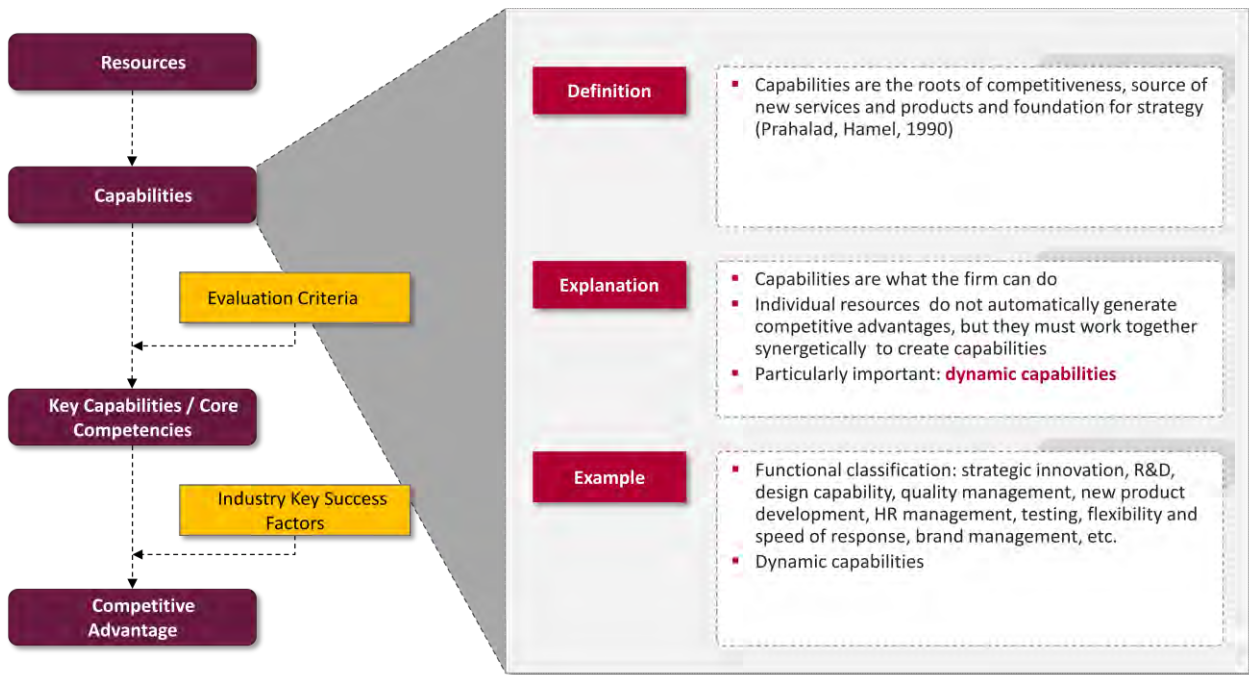 Resources
Capabilities
Evaluation Criteria
Key Capabilities / Core
Competencies
Industry Key Success
Factors
Competitive
Advantage
Definition
▪ Capabilities are the roots of competitiveness, source of
new services and products and foundation for strategy
(Prahalad, Hamel, 1990)
Explanation
▪ Capabilities are what the firm can do
▪ Individual resources do not automatically generate
competitive advantages, but they must work together
synergetically to create capabilities
▪ Particularly important: dynamic capabilities
Example
▪ Functional classification: strategic innovation, R&D,
design capability, quality management, new product
development, HR management, testing, flexibility and
speed of response, brand management, etc.
▪ Dynamic capabilities